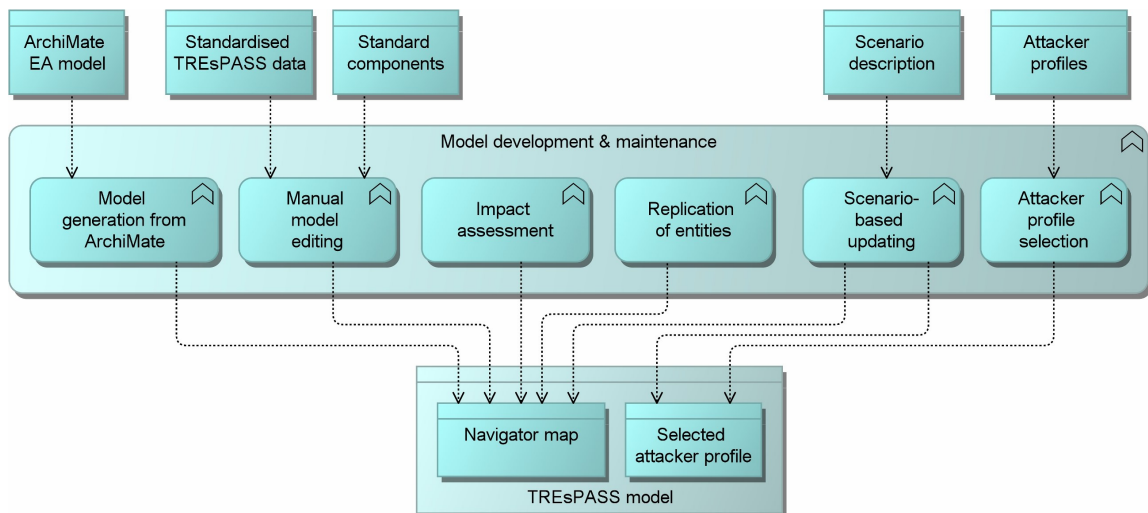 ArchiMate
EA model
Standardised
TREsPASS data
Standard
components
Scenario
description
Attacker
profiles
Model development & maintenance
Model
generation from
ArchiMate
Manual
model
editing
Impact
assessment
Replication
of entities
Scenario-
based
updating
Attacker
profile
selection
Navigator map
Selected
attacker profile
TREsPASS model